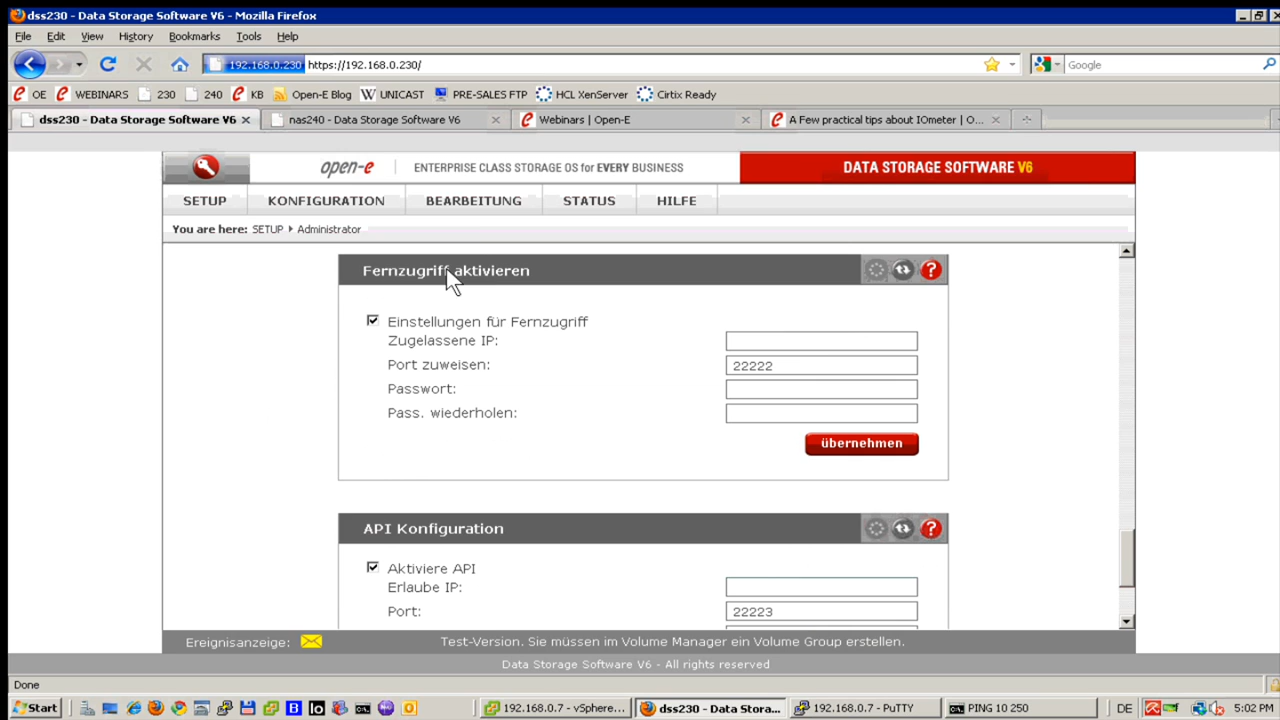 dss230 - Data Storage Software V6 - Mozilla Firefox
File Edit View History Bookmarks Tools Help
192.168.0.230 https://192.168.0.230/ Google
OE WEBINARS 230 240 KB Open-E Blog UNICAST PRE-SALES FTP HCL XenServer Cirtix Ready
dss230 - Data Storage Software V6 nas240 - Data Storage Software V6 Webinars | Open-E A Few practical tips about IOmeter | O...
open-e ENTERPRISE CLASS STORAGE OS for EVERY BUSINESS DATA STORAGE SOFTWARE V6
SETUP KONFIGURATION BEARBEITUNG STATUS HILFE
You are here: SETUP Administrator
Fernzugriff aktivieren
Einstellungen für Fernzugriff
Zugelassene IP:
Port zuweisen: 22222
Passwort:
Pass. wiederholen:
übernehmen
API Konfiguration
Aktiviere API
Erlaube IP:
Port: 22223
Ereignisanzeige: Test-Version. Sie müssen im Volume Manager ein Volume Group erstellen.
Data Storage Software V6 - All rights reserved
Done
Start 192.168.0.7 - vSphere... dss230 - Data Stora... 192.168.0.7 - PuTTY PING 10 250 DE 5:02 PM